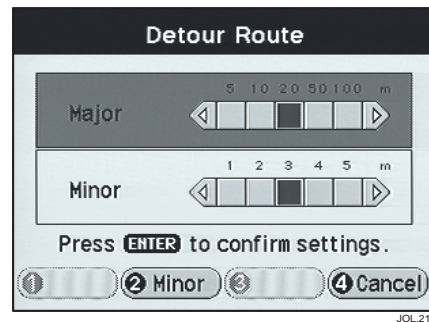 Detour Route
5 10 20 50 100 m
Major
1 2 3 4 5 m
Minor
Press ENTER to confirm settings.
1 2 Minor 3 4 Cancel
JOL.21